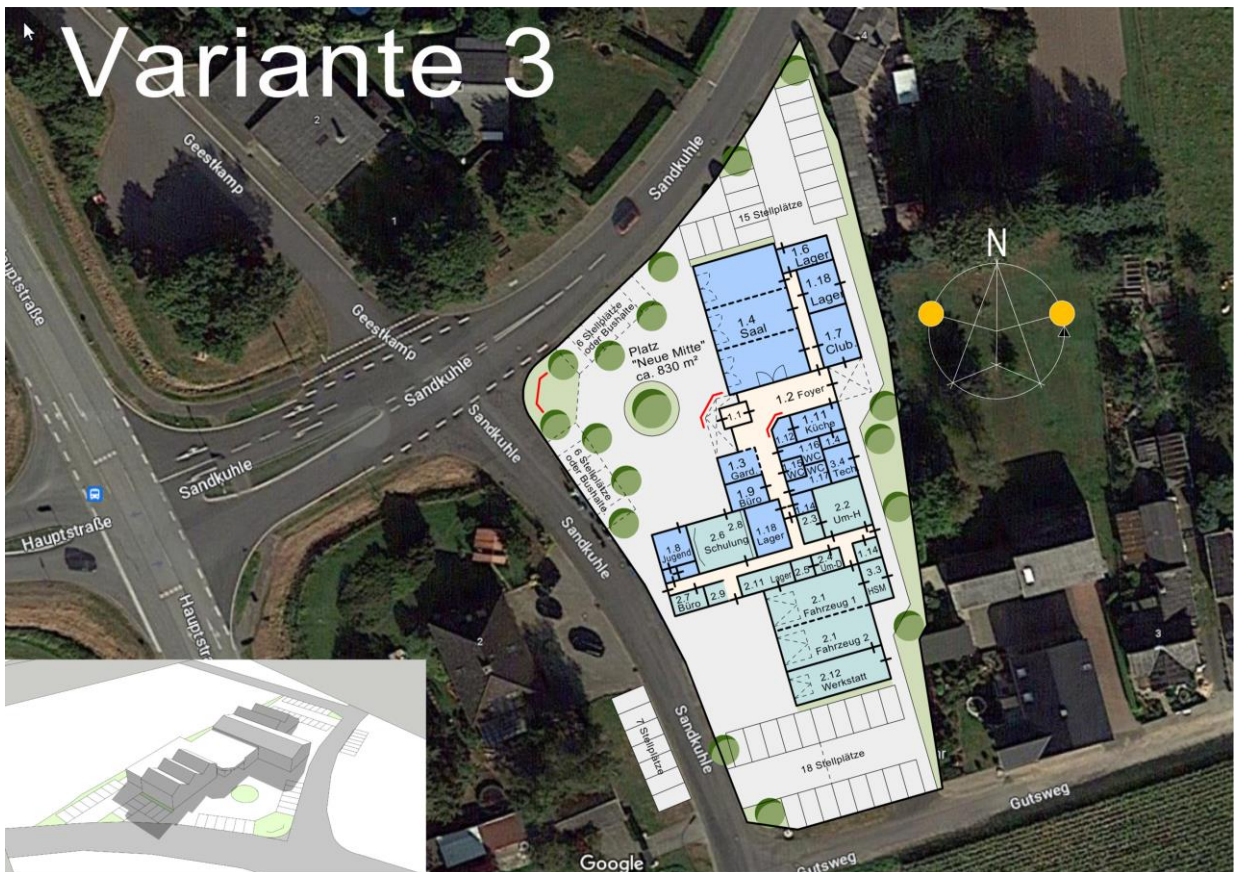 Variante 3
4
2
Geestkamp
1
Sandkuhle
15 Stellplätze
N
1.6
Lager
1.18
Lager
1.4
Saal
1.7
Club
Hauptstraße
Geestkamp
6 Stellplätze
oder Bushalte.
Platz
"Neue Mitte"
ca. 830 m²
Sandkuhle
1.2 Foyer
1.1
1.11
Küche
1.12
1.4
1.16
WC
1.15
WC
WC
3.4
Tech
1.17
Sandkuhle
Sandkuhle
6 Stellplätze
oder Bushalte.
1.3
Gard.
1.9
Büro
1.14
2.3
2.2
Um-H
Hauptstraße
1.8
Jugend
2.6
2.8
Schulung
1.18
Lager
Sandkuhle
2.7
Büro
2.9
2.11
Lager
2.5
2.4
Um-D
1.14
3.3
HSM
Hauptstra
2.1
Fahrzeug 1
2.1
Fahrzeug 2
2.12
Werkstatt
2
3
7 Stellplätze
Sandkuhle
18 Stellplätze
Gutsweg
Google
Gutsweg